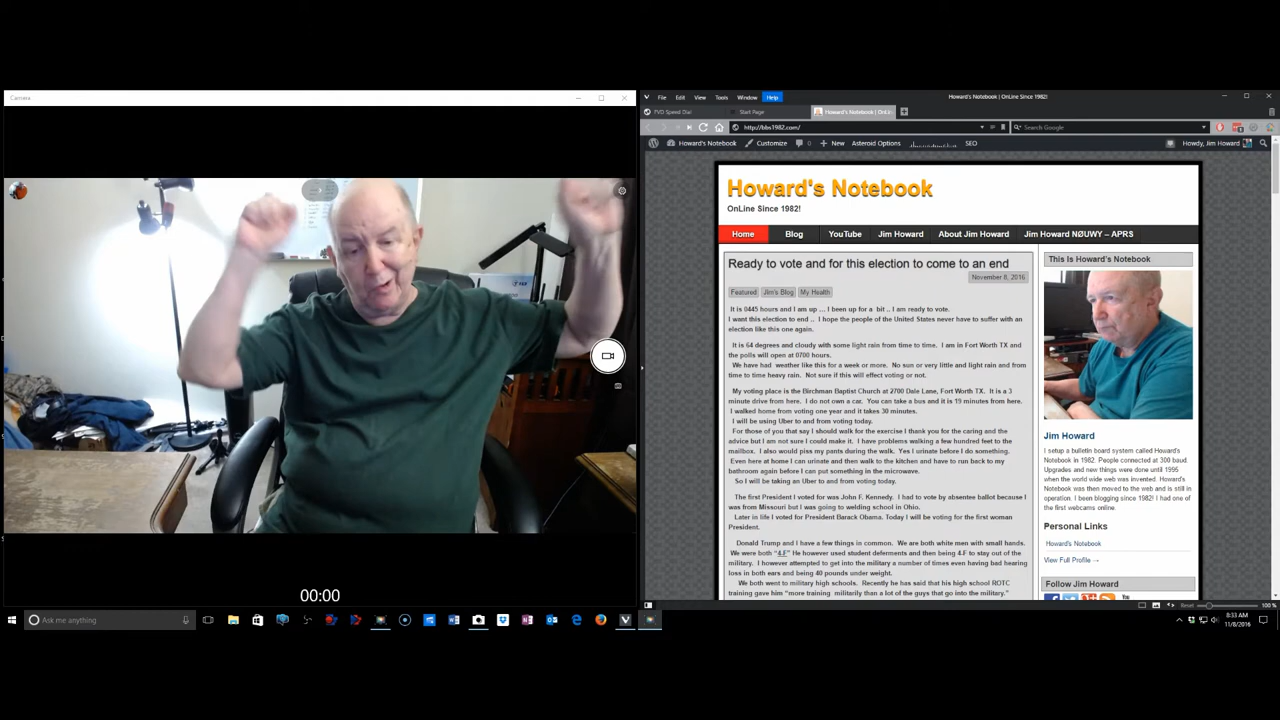 Camera
00:00
File Edit View Tools Window Help
Howard's Notebook | OnLine Since 1982!
FVD Speed Dial
Start Page
Howard's Notebook | OnLi
http://bbs1982.com/
Search Google
Howard's Notebook
Customize
0
New
Asteroid Options
SEO
Howdy, Jim Howard
Howard's Notebook
OnLine Since 1982!
Home Blog YouTube Jim Howard About Jim Howard Jim Howard NØUWY – APRS
Ready to vote and for this election to come to an end
November 8, 2016
Featured Jim's Blog My Health
It is 0445 hours and I am up … I been up for a bit .. I am ready to vote.
I want this election to end .. I hope the people of the United States never have to suffer with an
election like this one again.
It is 64 degrees and cloudy with some light rain from time to time. I am in Fort Worth TX and
the polls will open at 0700 hours.
We have had weather like this for a week or more. No sun or very little and light rain and from
time to time heavy rain. Not sure if this will effect voting or not.
My voting place is the Birchman Baptist Church at 2700 Dale Lane, Fort Worth TX. It is a 3
minute drive from here. I do not own a car. You can take a bus and it is 19 minutes from here.
I walked home from voting one year and it takes 30 minutes.
I will be using Uber to and from voting today.
For those of you that say I should walk for the exercise I thank you for the caring and the
advice but I am not sure I could make it. I have problems walking a few hundred feet to the
mailbox. I also would piss my pants during the walk. Yes I urinate before I do something.
Even here at home I can urinate and then walk to the kitchen and have to run back to my
bathroom again before I can put something in the microwave.
So I will be taking an Uber to and from voting today.
The first President I voted for was John F. Kennedy. I had to vote by absentee ballot because I
was from Missouri but I was going to welding school in Ohio.
Later in life I voted for President Barack Obama. Today I will be voting for the first woman
President.
Donald Trump and I have a few things in common. We are both white men with small hands.
We were both "4-F" He however used student deferments and then being 4-F to stay out of the
military. I however attempted to get into the military a number of times even having bad hearing
loss in both ears and being 40 pounds under weight.
We both went to military high schools. Recently he has said that his high school ROTC
training gave him "more training militarily than a lot of the guys that go into the military."
This Is Howard's Notebook
Jim Howard
I setup a bulletin board system called Howard's
Notebook in 1982. People connected at 300 baud.
Upgrades and new things were done until 1995
when the world wide web was invented. Howard's
Notebook was then moved to the web and is still in
operation. I been blogging since 1982! I had one of
the first webcams online.
Personal Links
Howard's Notebook
View Full Profile →
Follow Jim Howard
You
Reset
100 %
Ask me anything
8:33 AM
11/8/2016